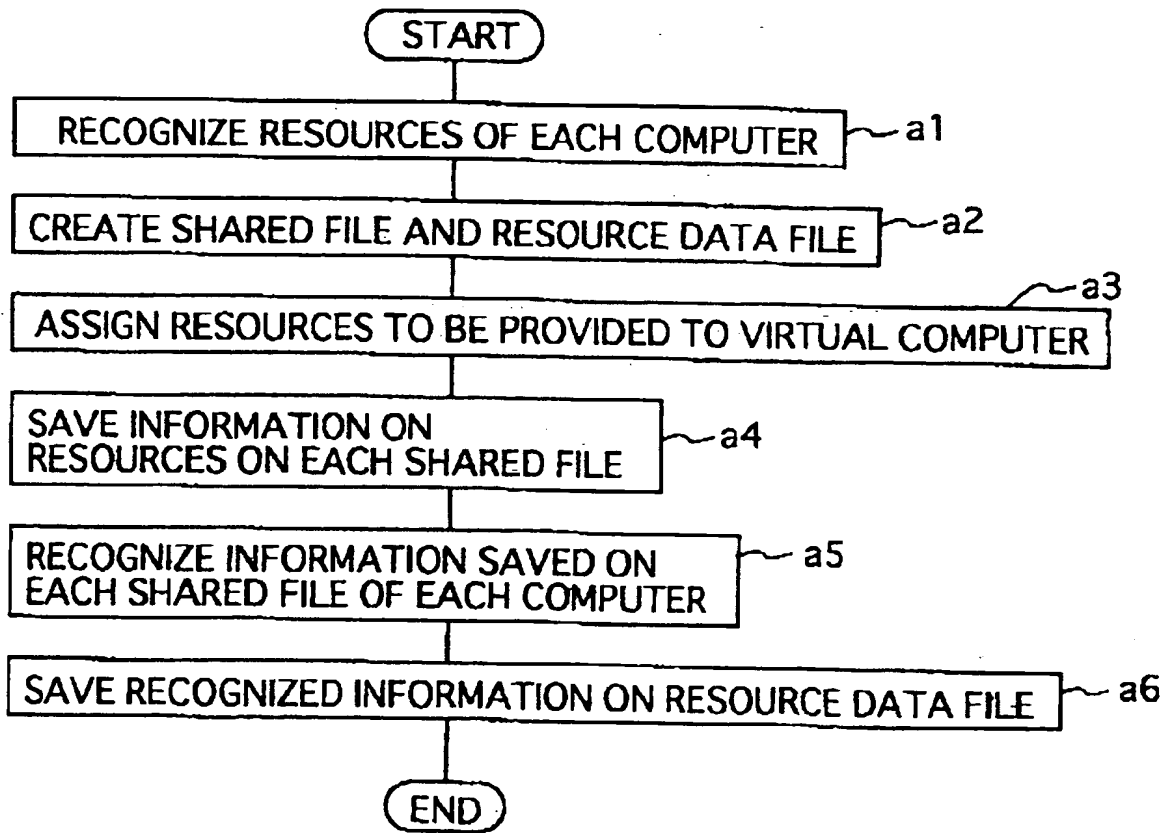 START
RECOGNIZE RESOURCES OF EACH COMPUTER
a1
CREATE SHARED FILE AND RESOURCE DATA FILE
a2
a3
ASSIGN RESOURCES TO BE PROVIDED TO VIRTUAL COMPUTER
SAVE INFORMATION ON
RESOURCES ON EACH SHARED FILE
a4
RECOGNIZE INFORMATION SAVED ON
EACH SHARED FILE OF EACH COMPUTER
a5
SAVE RECOGNIZED INFORMATION ON RESOURCE DATA FILE
a6
END